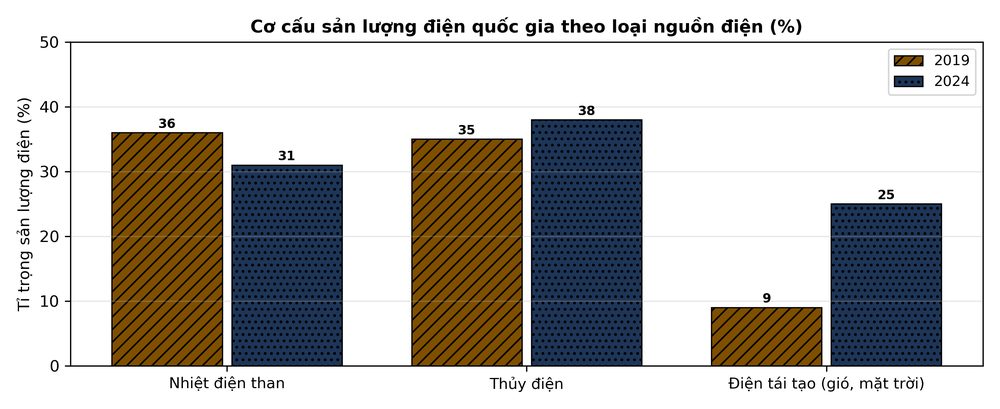 Cơ cấu sản lượng điện quốc gia theo loại nguồn điện (%)
Tỉ trọng sản lượng điện (%)
50
40
30
20
10
0
2019
2024
36
31
35
38
9
25
Nhiệt điện than
Thủy điện
Điện tái tạo (gió, mặt trời)